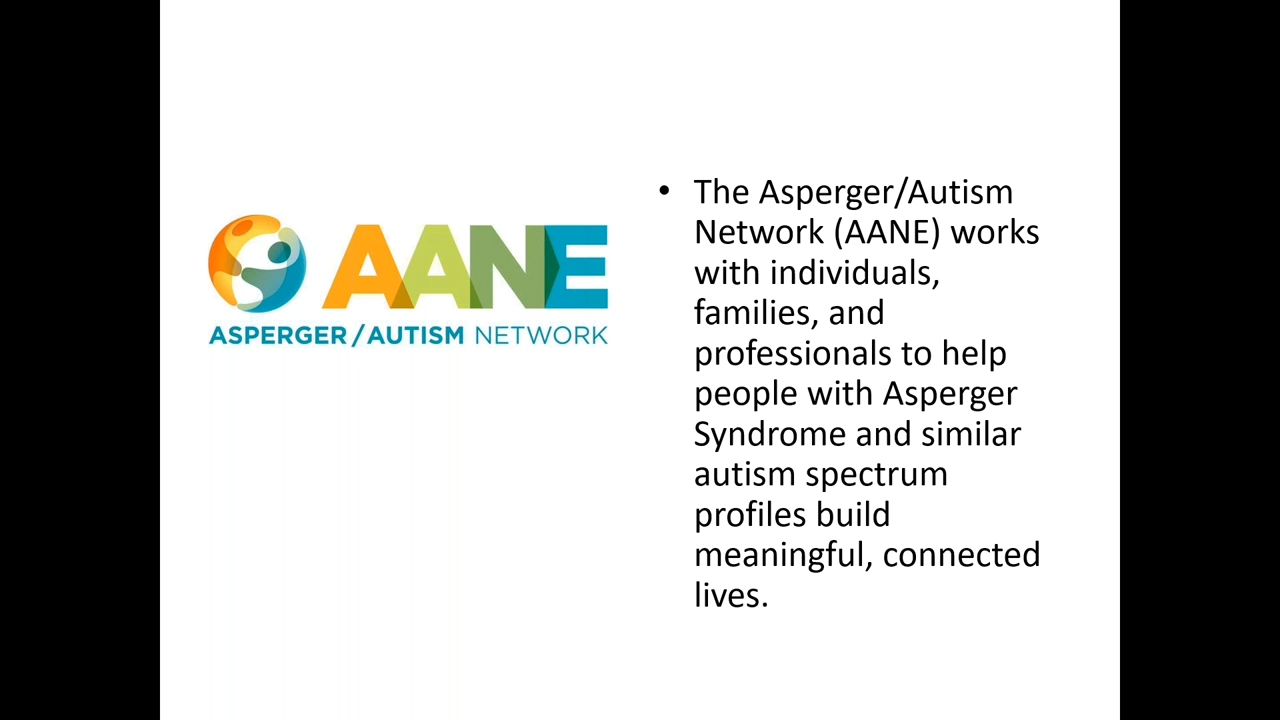 AANE
ASPERGER/AUTISM NETWORK
• The Asperger/Autism
Network (AANE) works
with individuals,
families, and
professionals to help
people with Asperger
Syndrome and similar
autism spectrum
profiles build
meaningful, connected
lives.